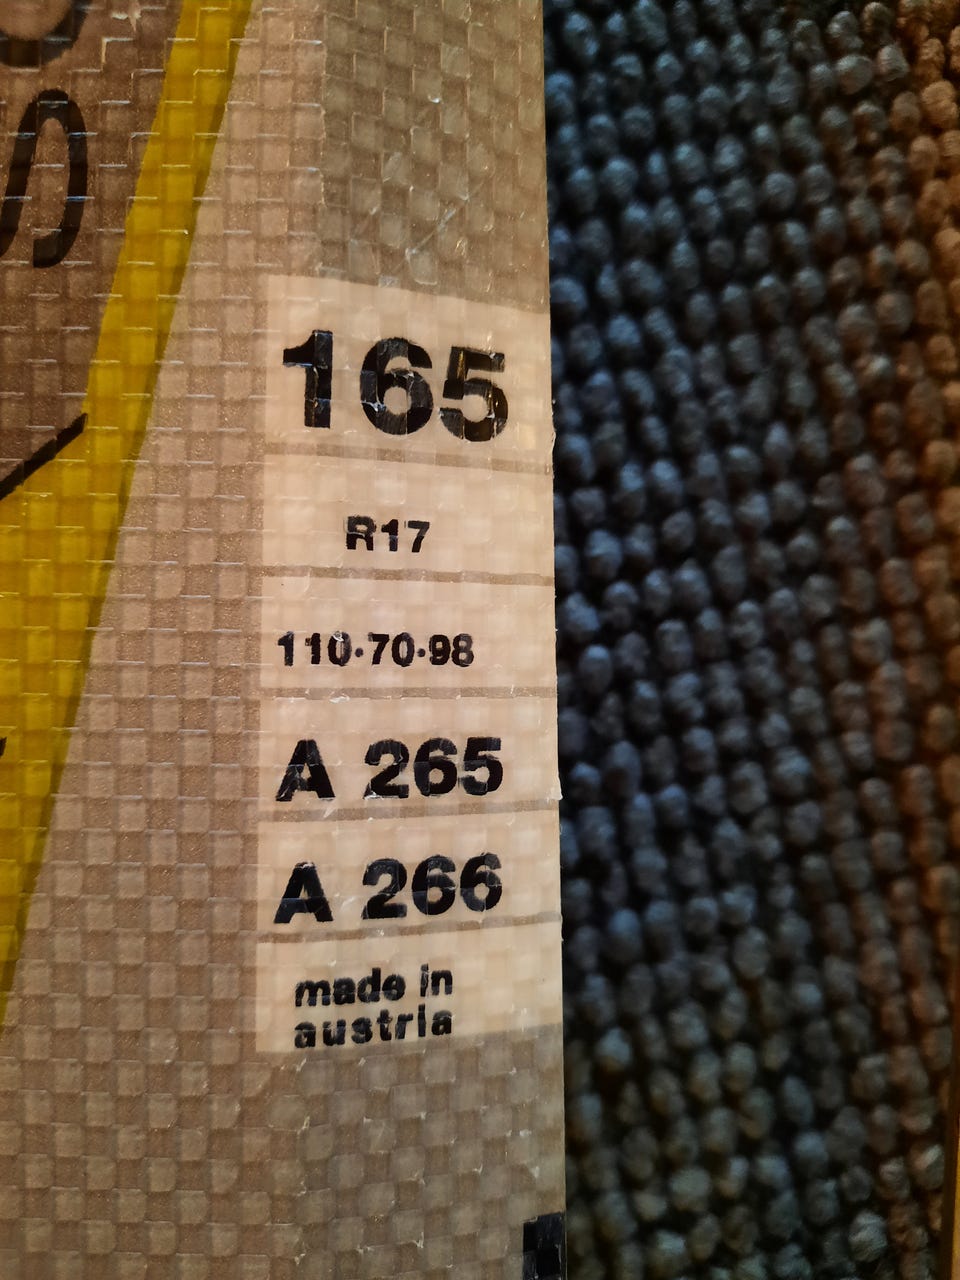 S
165
R17
110•70•98
A 265
A 266
made in
austria